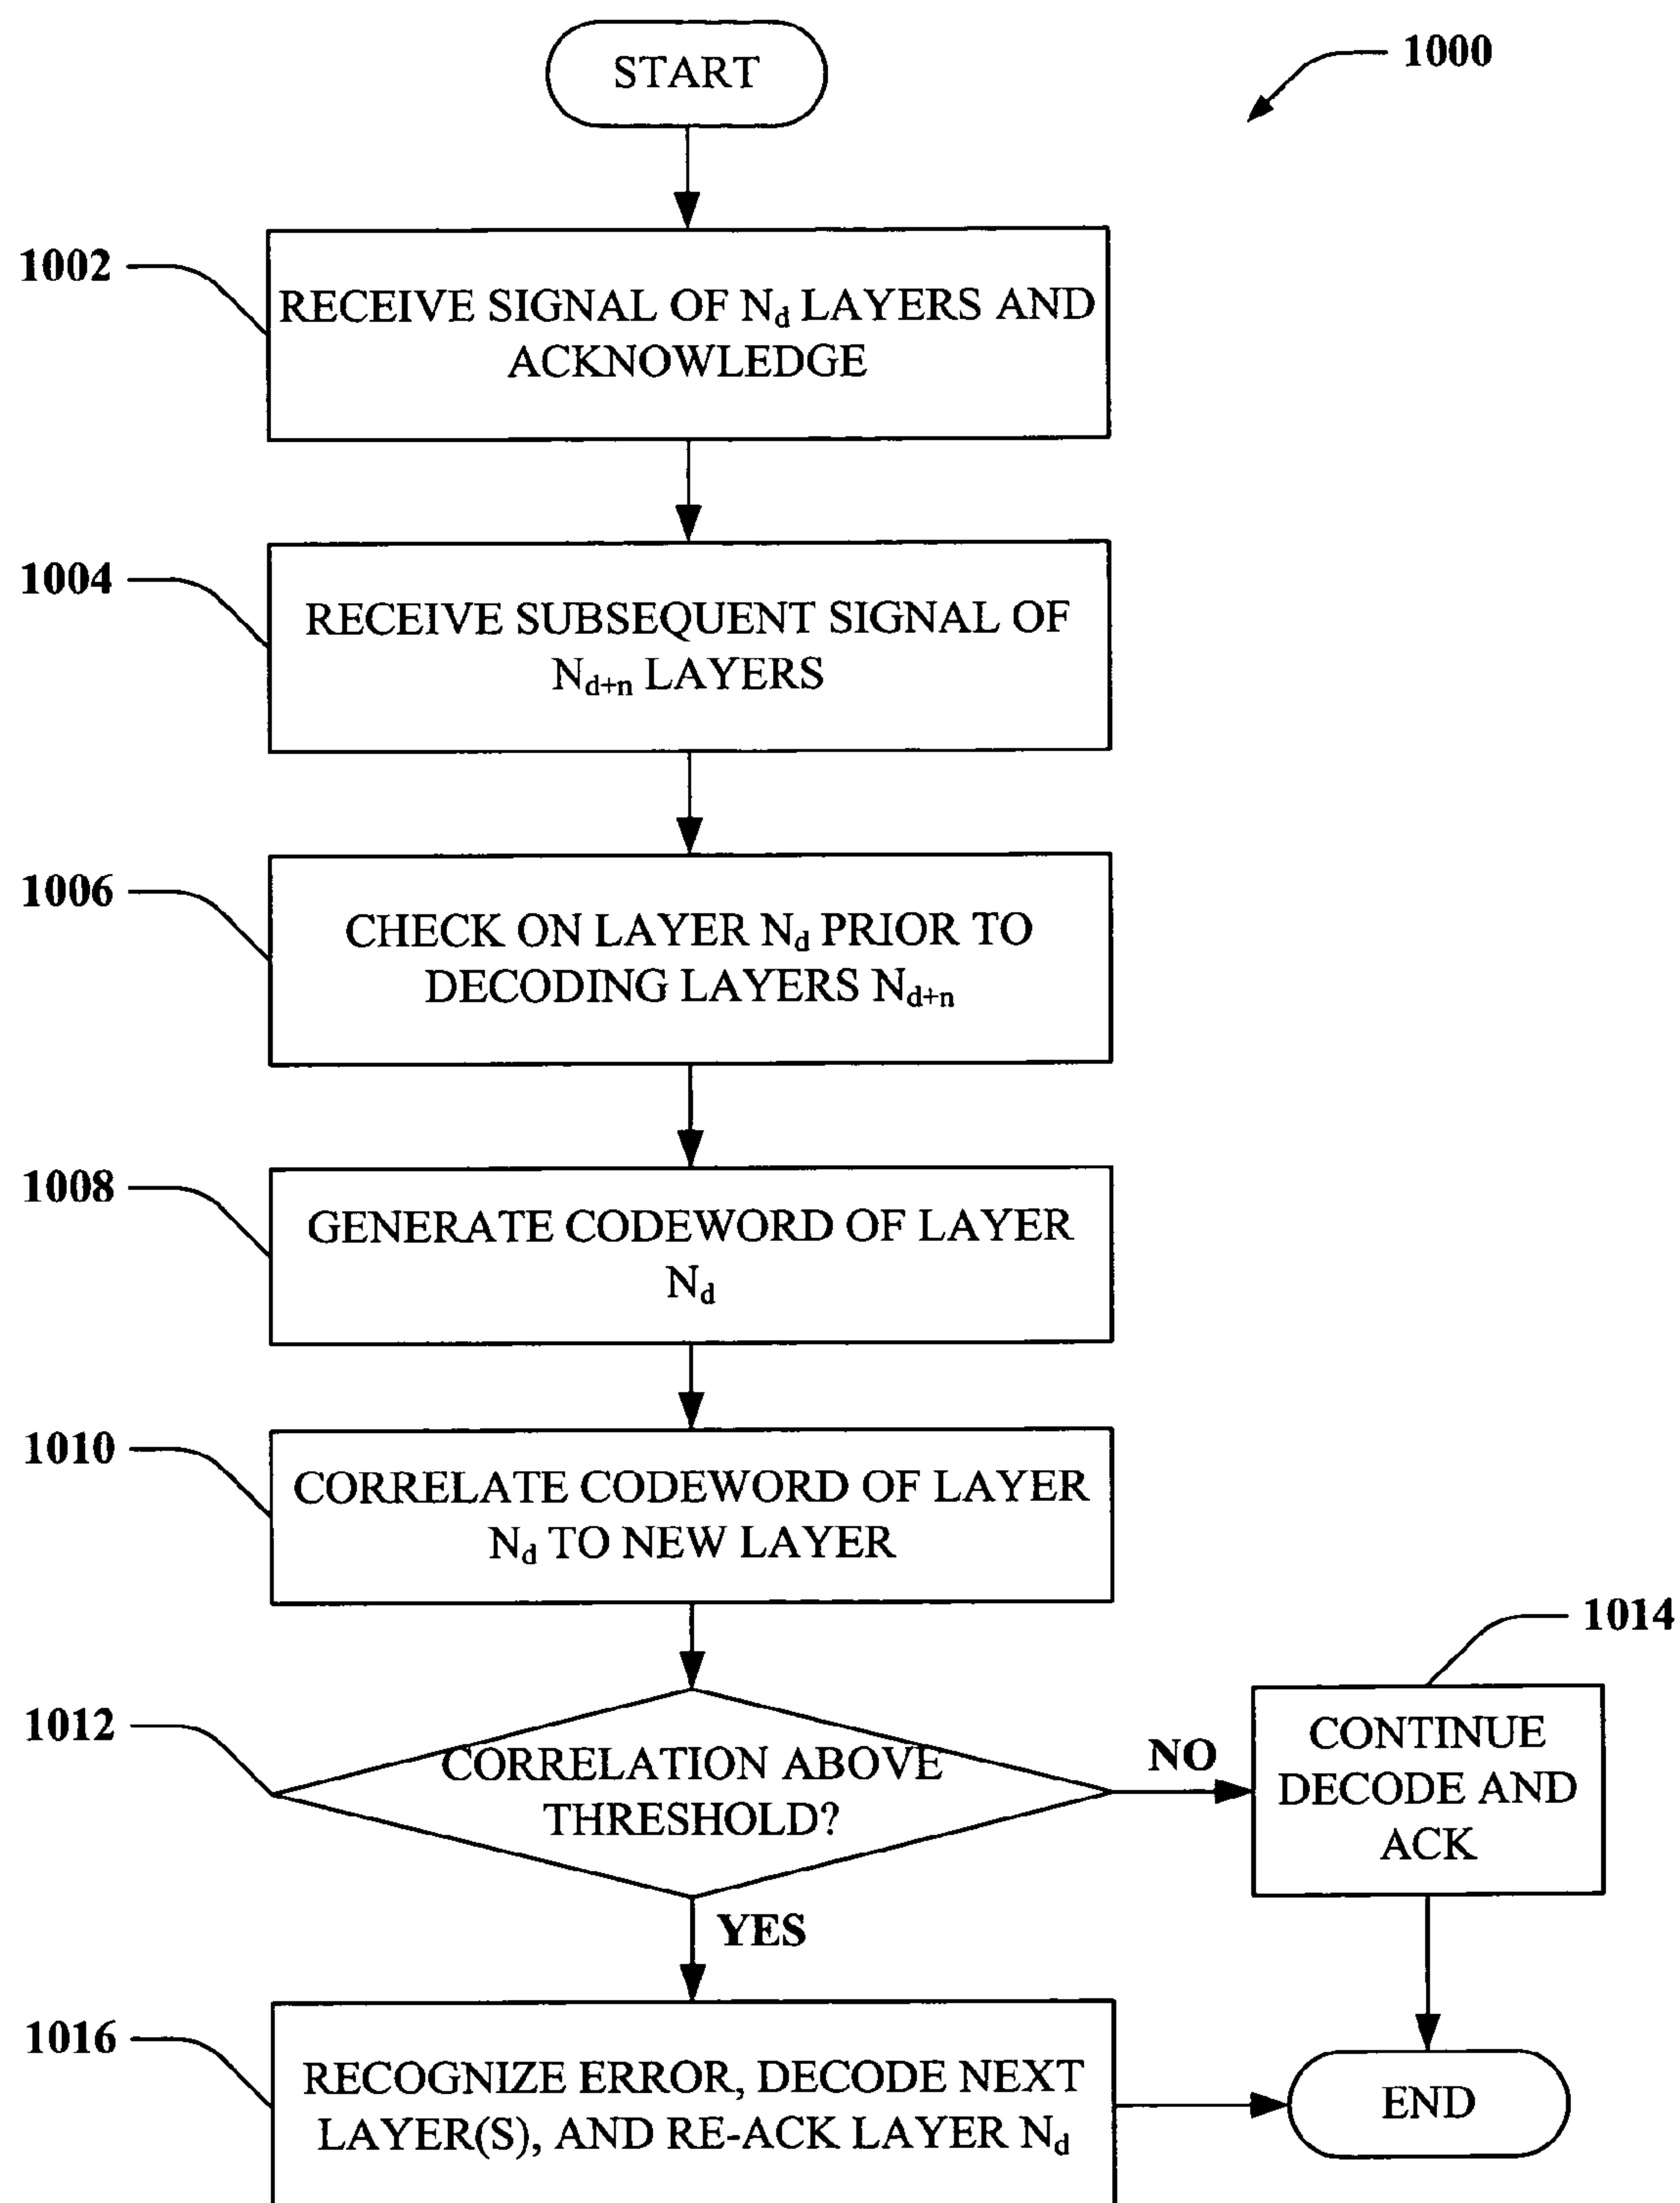 START
1000
1002
RECEIVE SIGNAL OF Nd LAYERS AND
ACKNOWLEDGE
1004
RECEIVE SUBSEQUENT SIGNAL OF
Nd+n LAYERS
1006
CHECK ON LAYER Nd PRIOR TO
DECODING LAYERS Nd+n
1008
GENERATE CODEWORD OF LAYER
Nd
1010
CORRELATE CODEWORD OF LAYER
Nd TO NEW LAYER
1012
CORRELATION ABOVE
THRESHOLD?
NO
1014
CONTINUE
DECODE AND
ACK
YES
1016
RECOGNIZE ERROR, DECODE NEXT
LAYER(S), AND RE-ACK LAYER Nd
END